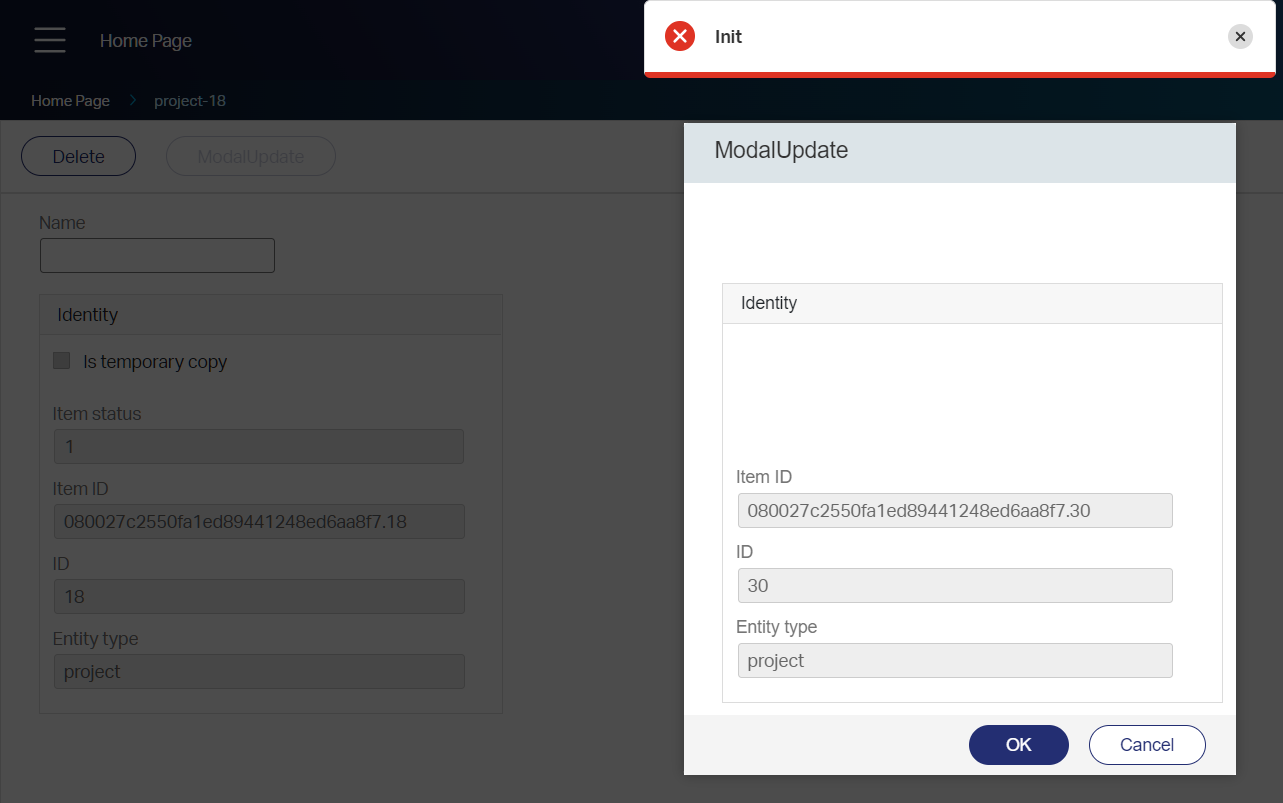 Home Page
Init
Home Page
project-18
Delete
ModalUpdate
Name
Identity
Is temporary copy
Item status
1
Item ID
080027c2550fa1ed89441248ed6aa8f7.18
ID
18
Entity type
project
ModalUpdate
Identity
Item ID
080027c2550fa1ed89441248ed6aa8f7.30
ID
30
Entity type
project
OK
Cancel